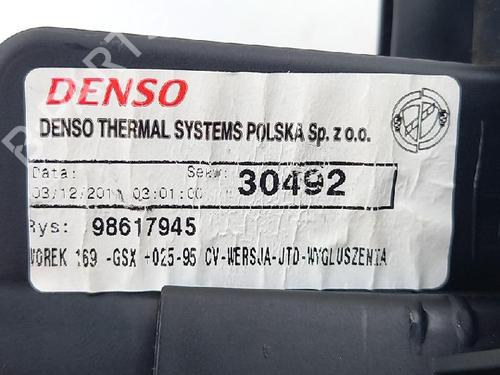 DENSO
DENSO THERMAL SYSTEMS POLSKA Sp. z o.o.
Data: Sekw:
03/12/2011 03:01:00 30492
Rys: 98617945
WOREK 169 -GSX +025-95 CV-WERSJA-JTD-WYGLUSZENIA